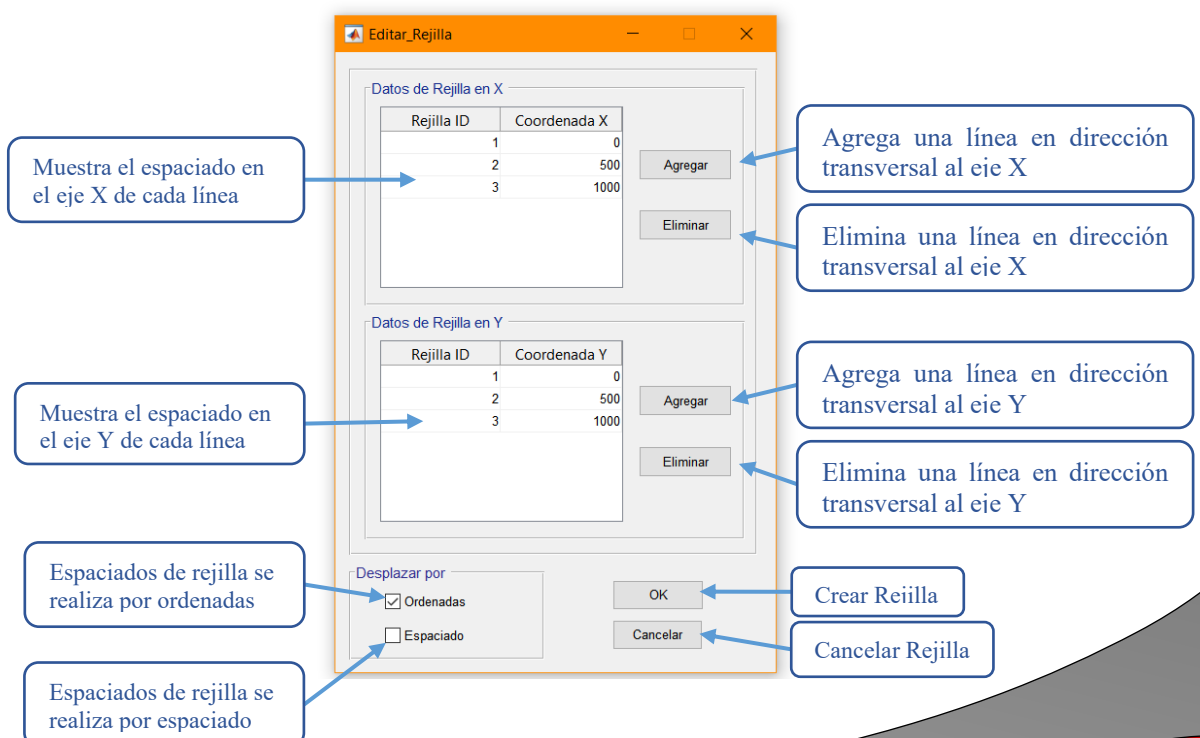 Editar_Rejilla
Datos de Rejilla en X
Rejilla ID Coordenada X
1 0
2 500
3 1000
Agregar
Eliminar
Muestra el espaciado en
el eje X de cada línea
Agrega una línea en dirección
transversal al eje X
Elimina una línea en dirección
transversal al eje X
Datos de Rejilla en Y
Rejilla ID Coordenada Y
1 0
2 500
3 1000
Agregar
Eliminar
Muestra el espaciado en
el eje Y de cada línea
Agrega una línea en dirección
transversal al eje Y
Elimina una línea en dirección
transversal al eje Y
Desplazar por
Ordenadas
Espaciado
OK
Cancelar
Espaciados de rejilla se
realiza por ordenadas
Espaciados de rejilla se
realiza por espaciado
Crear Rejilla
Cancelar Rejilla